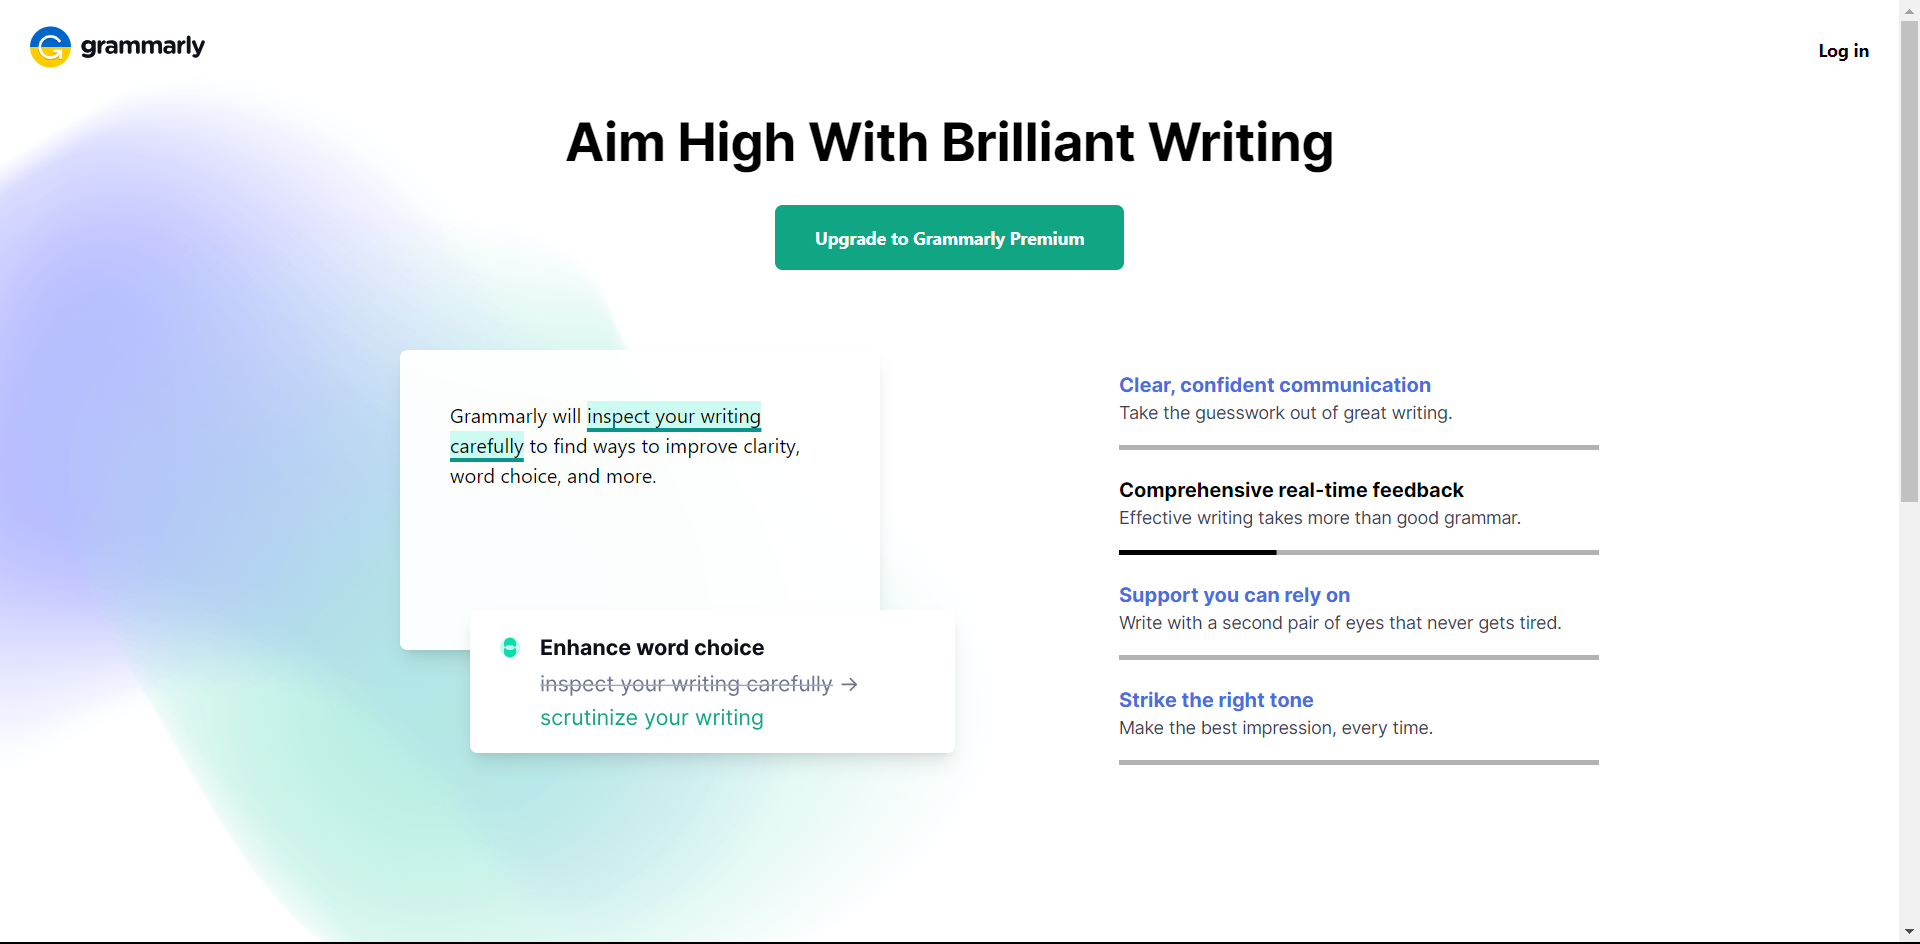 grammarly
Log in
Aim High With Brilliant Writing
Upgrade to Grammarly Premium
Grammarly will inspect your writing
carefully to find ways to improve clarity,
word choice, and more.
Enhance word choice
inspect your writing carefully →
scrutinize your writing
Clear, confident communication
Take the guesswork out of great writing.
Comprehensive real-time feedback
Effective writing takes more than good grammar.
Support you can rely on
Write with a second pair of eyes that never gets tired.
Strike the right tone
Make the best impression, every time.